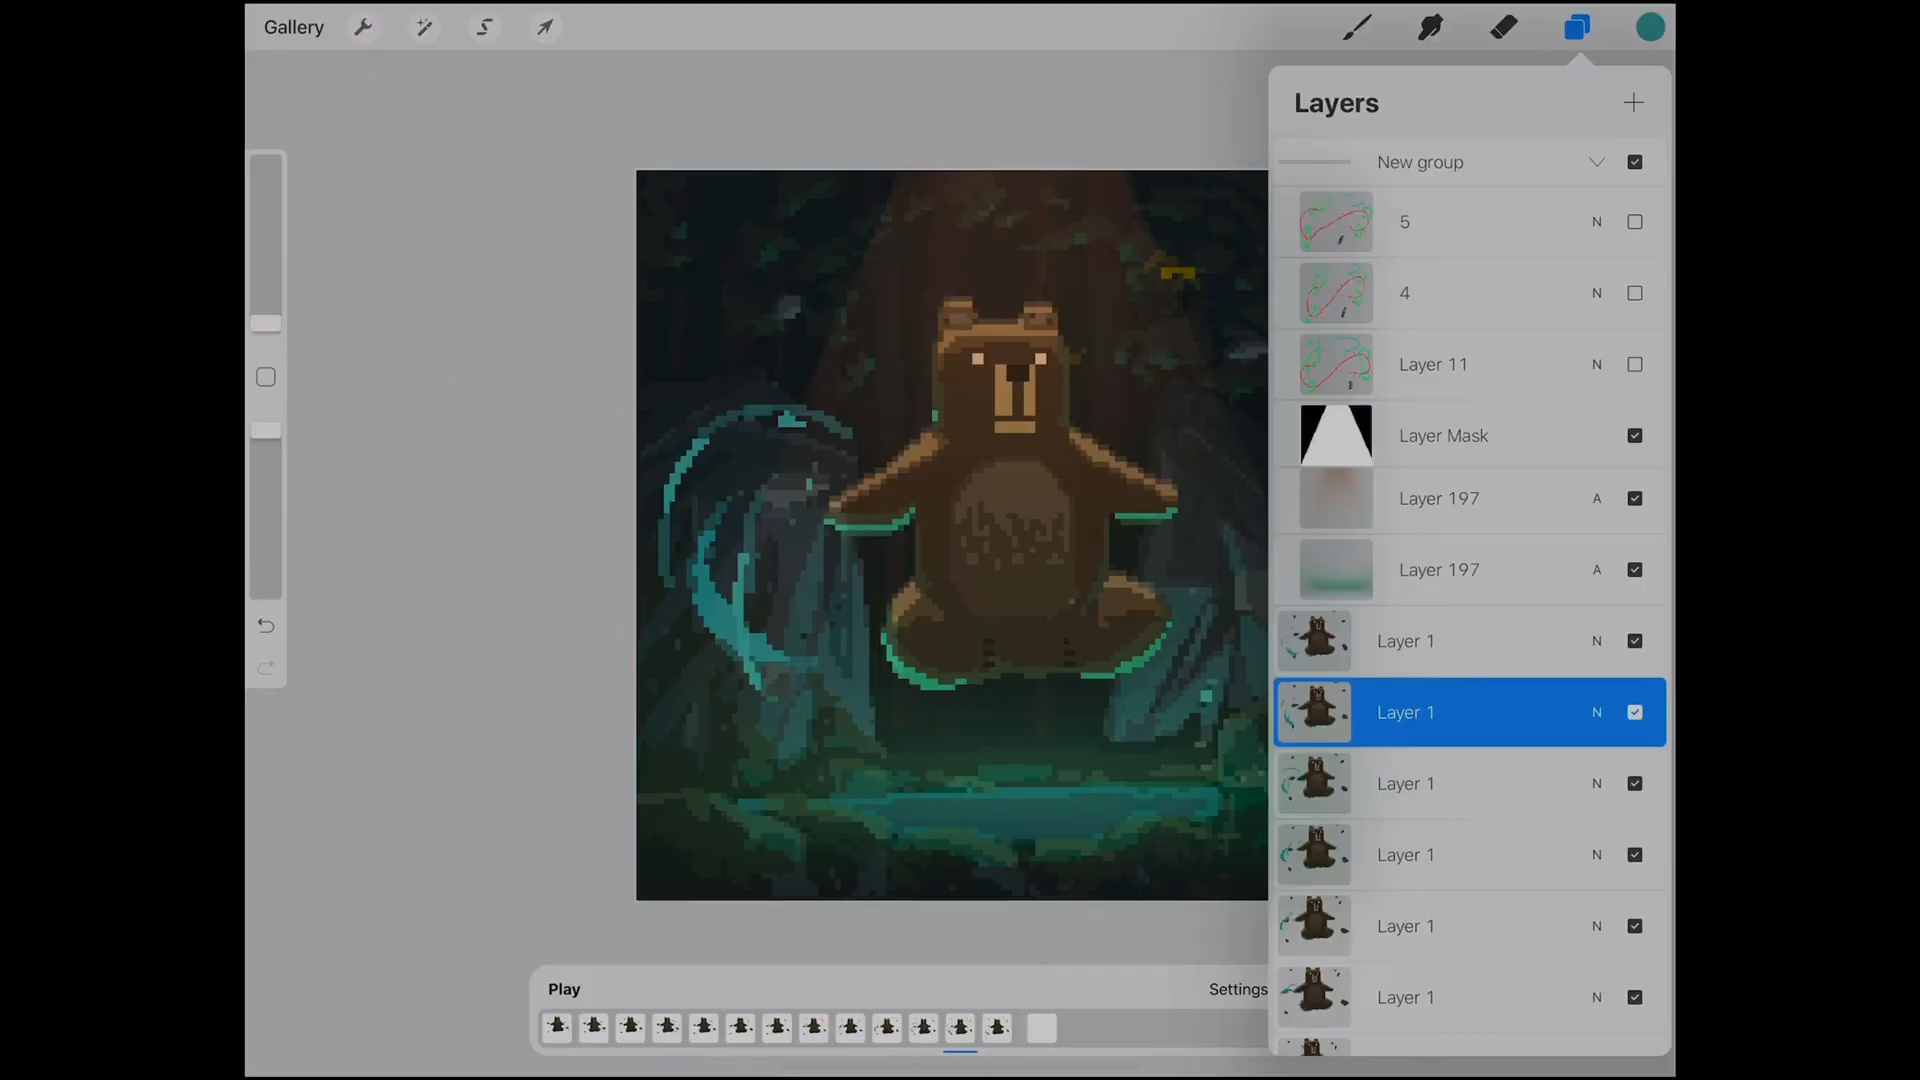 Gallery
Layers
New group
5 N
4 N
Layer 11 N
Layer Mask
Layer 197 A
Layer 197 A
Layer 1 N
Layer 1 N
Layer 1 N
Layer 1 N
Layer 1 N
Layer 1 N
Play Settings